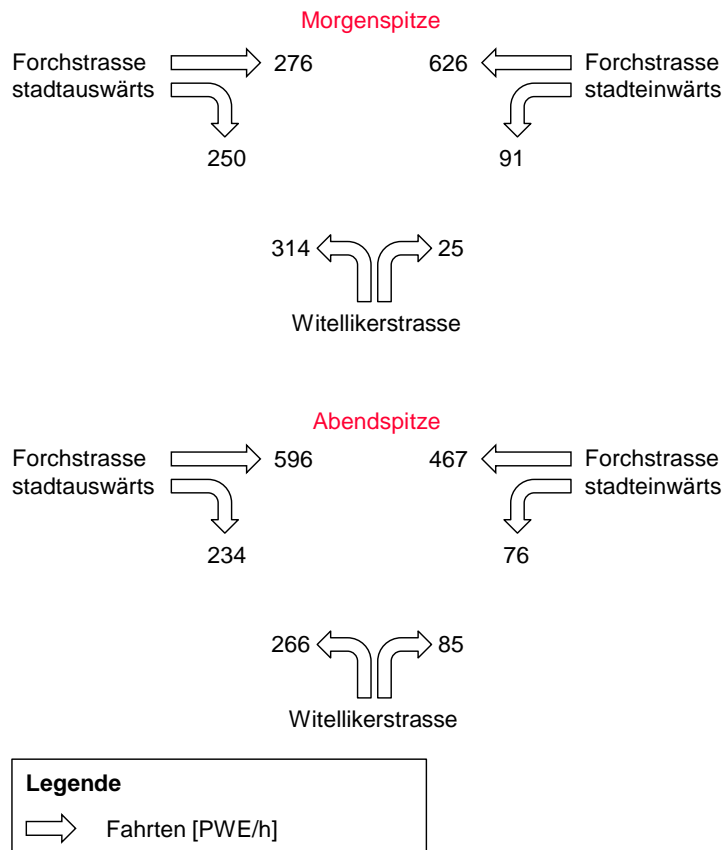 Morgenspitze
Forchstrasse
stadtauswärts
276
626
Forchstrasse
stadteinwärts
250
91
314
25
Witellikerstrasse
Abendspitze
Forchstrasse
stadtauswärts
596
467
Forchstrasse
stadteinwärts
234
76
266
85
Witellikerstrasse
Legende
Fahrten [PWE/h]